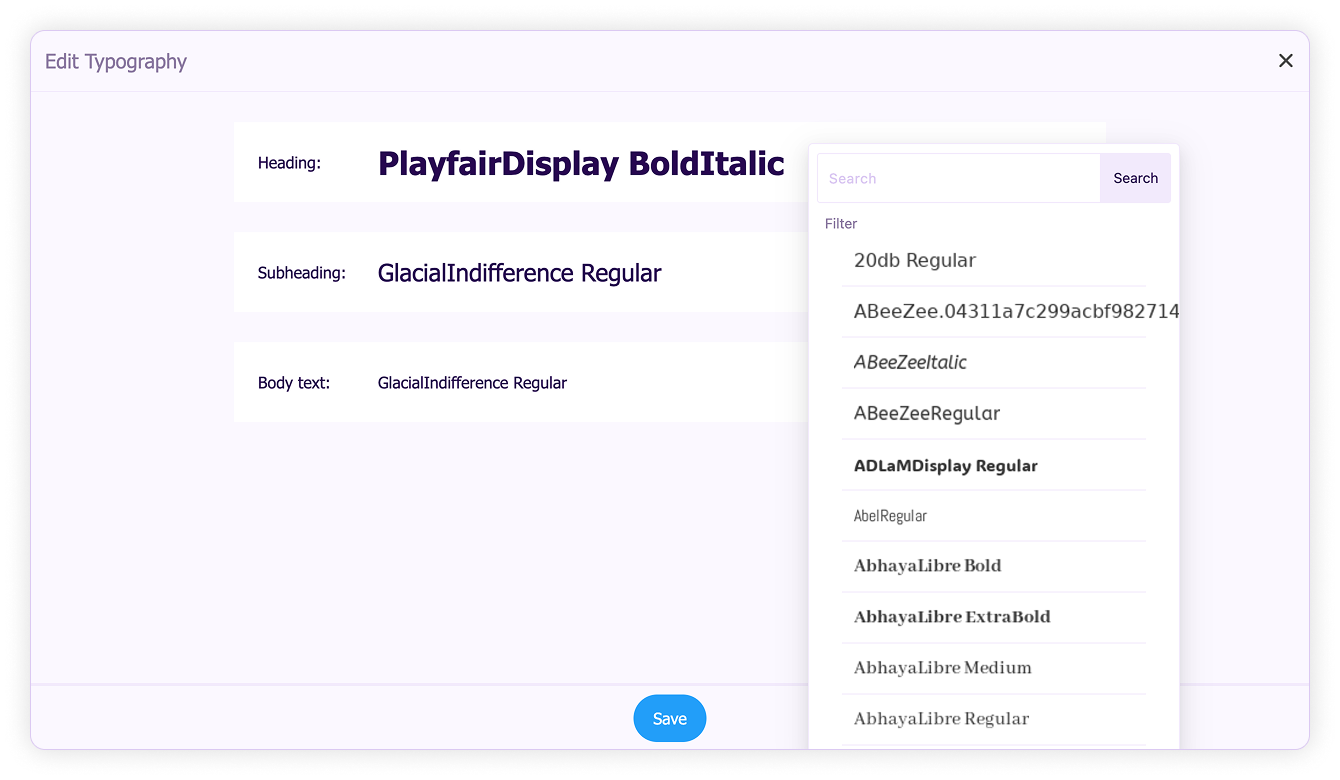 Edit Typography
Heading: PlayfairDisplay BoldItalic
Subheading: GlacialIndifference Regular
Body text: GlacialIndifference Regular
Search Search
Filter
20db Regular
ABeeZee.04311a7c299acbf982714
ABeeZeeItalic
ABeeZeeRegular
ADLaMDisplay Regular
AbelRegular
AbhayaLibre Bold
AbhayaLibre ExtraBold
AbhayaLibre Medium
AbhayaLibre Regular
Save